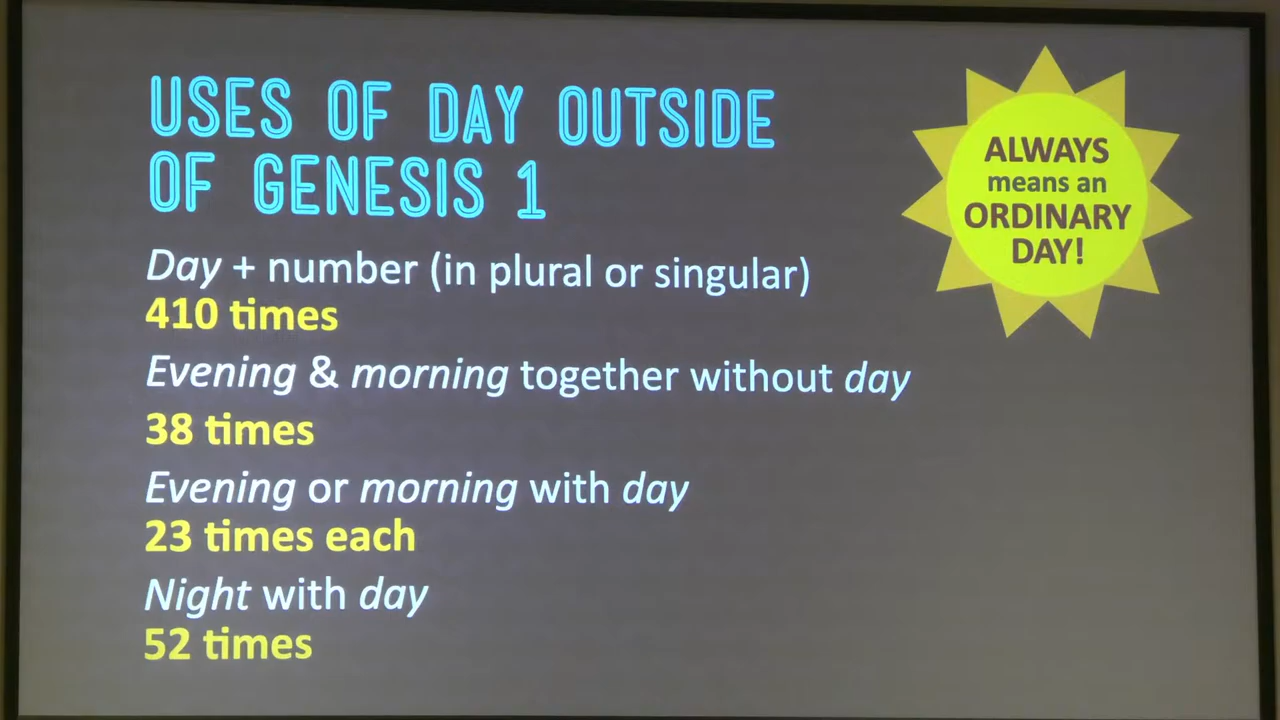 USES OF DAY OUTSIDE
OF GENESIS 1
Day + number (in plural or singular)
410 times
Evening & morning together without day
38 times
Evening or morning with day
23 times each
Night with day
52 times
ALWAYS
means an
ORDINARY
DAY!